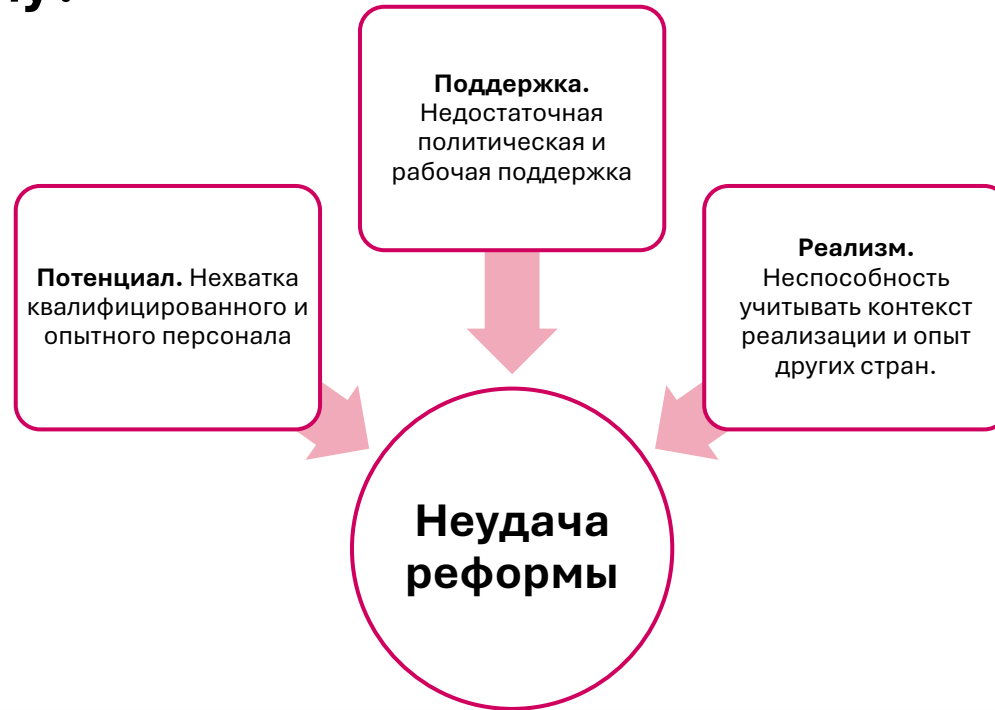 Поддержка.
Недостаточная
политическая и
рабочая поддержка
Потенциал. Нехватка
квалифицированного и
опытного персонала
Реализм.
Неспособность
учитывать контекст
реализации и опыт
других стран.
Неудача
реформы